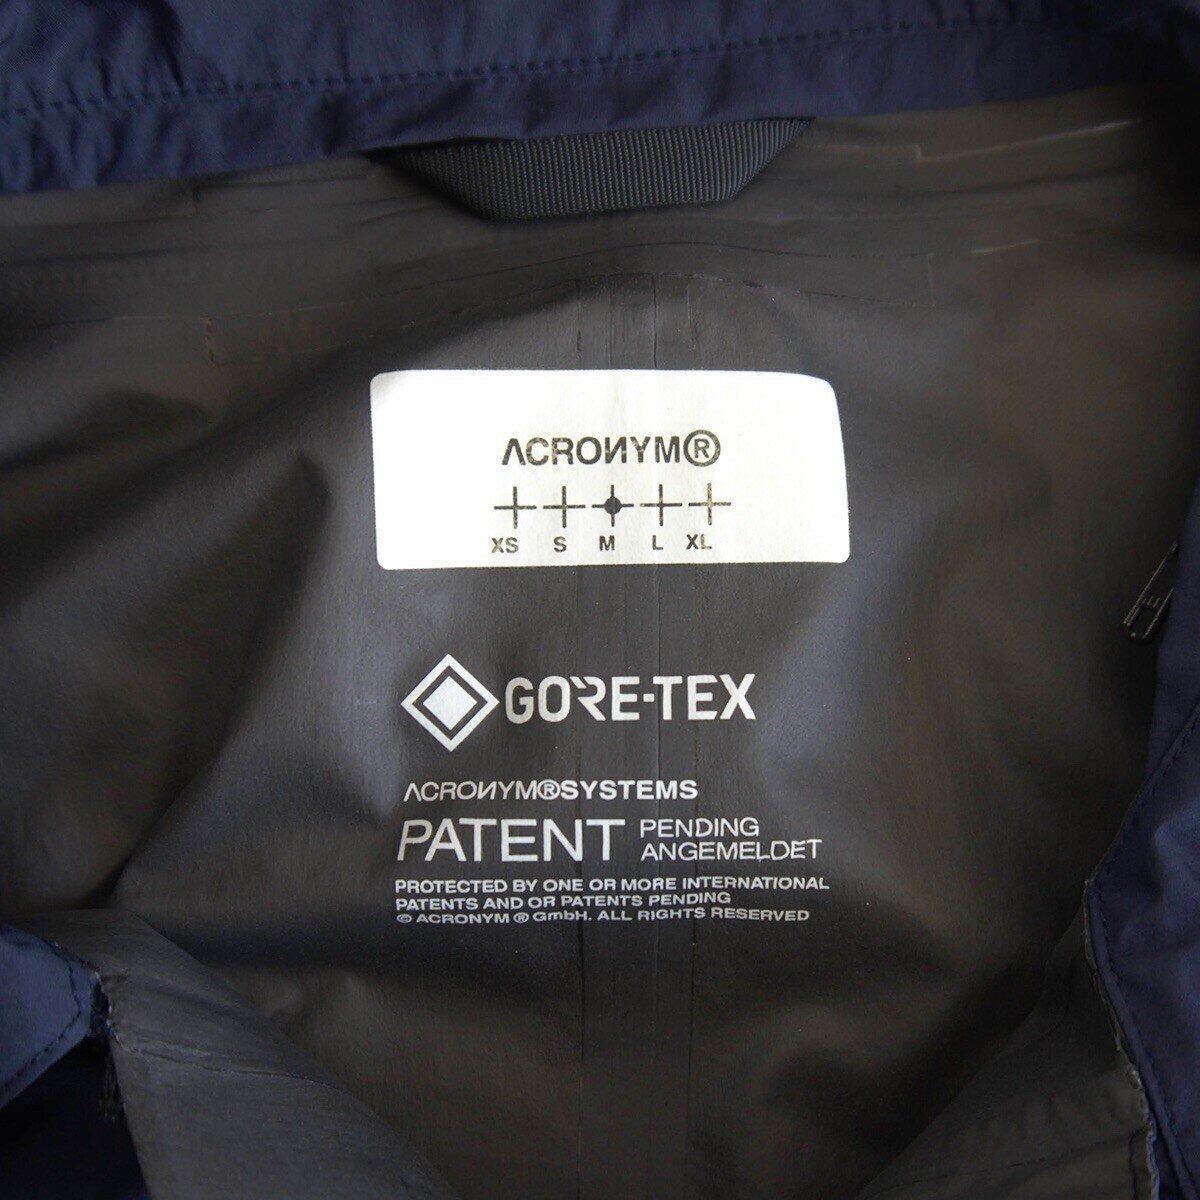 ACRONYM®
XS S M L XL
GORE-TEX
ACRONYM®SYSTEMS
PATENT PENDING
ANGEMELDET
PROTECTED BY ONE OR MORE INTERNATIONAL
PATENTS AND OR PATENTS PENDING
© ACRONYM® GmbH. ALL RIGHTS RESERVED